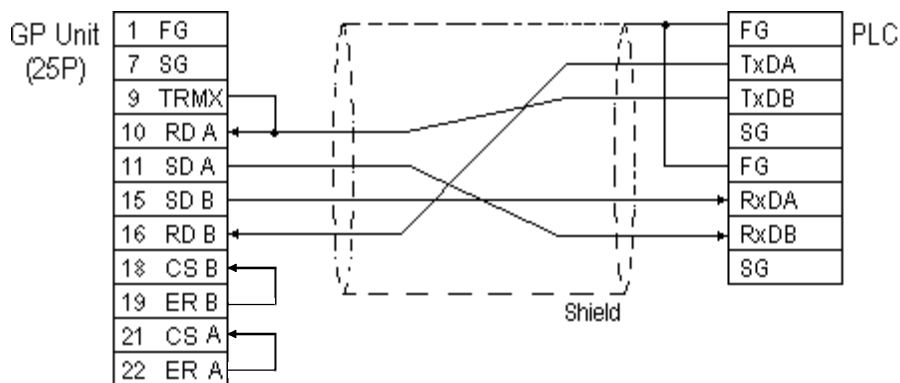 GP Unit
(25P)
1 FG
7 SG
9 TRMX
10 RD A
11 SD A
15 SD B
16 RD B
18 CS B
19 ER B
21 CS A
22 ER A
Shield
PLC
FG
TxDA
TxDB
SG
FG
RxDA
RxDB
SG